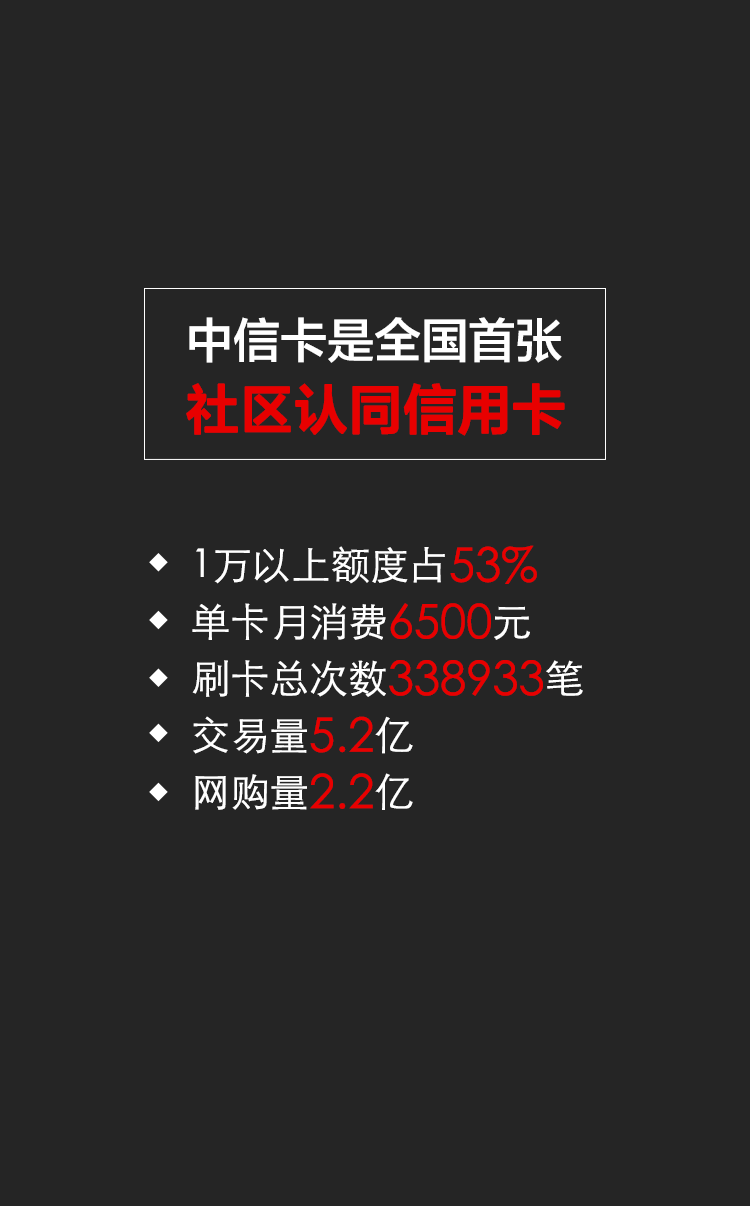 中信卡是全国首张
社区认同信用卡
◆ 1万以上额度占53%
◆ 单卡月消费6500元
◆ 刷卡总次数338933笔
◆ 交易量5.2亿
◆ 网购量2.2亿